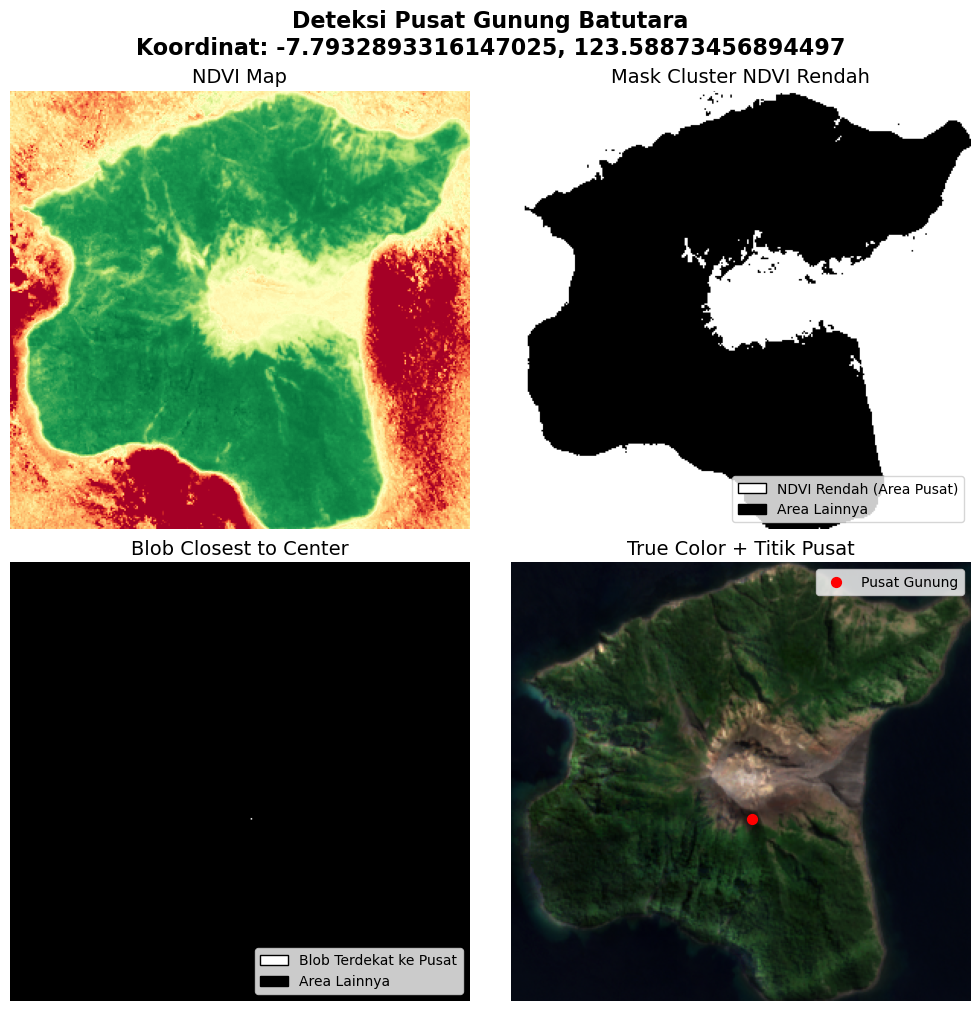 Deteksi Pusat Gunung Batutara
Koordinat: -7.7932893316147025, 123.58873456894497
NDVI Map
Mask Cluster NDVI Rendah
NDVI Rendah (Area Pusat)
Area Lainnya
Blob Closest to Center
Blob Terdekat ke Pusat
Area Lainnya
True Color + Titik Pusat
Pusat Gunung